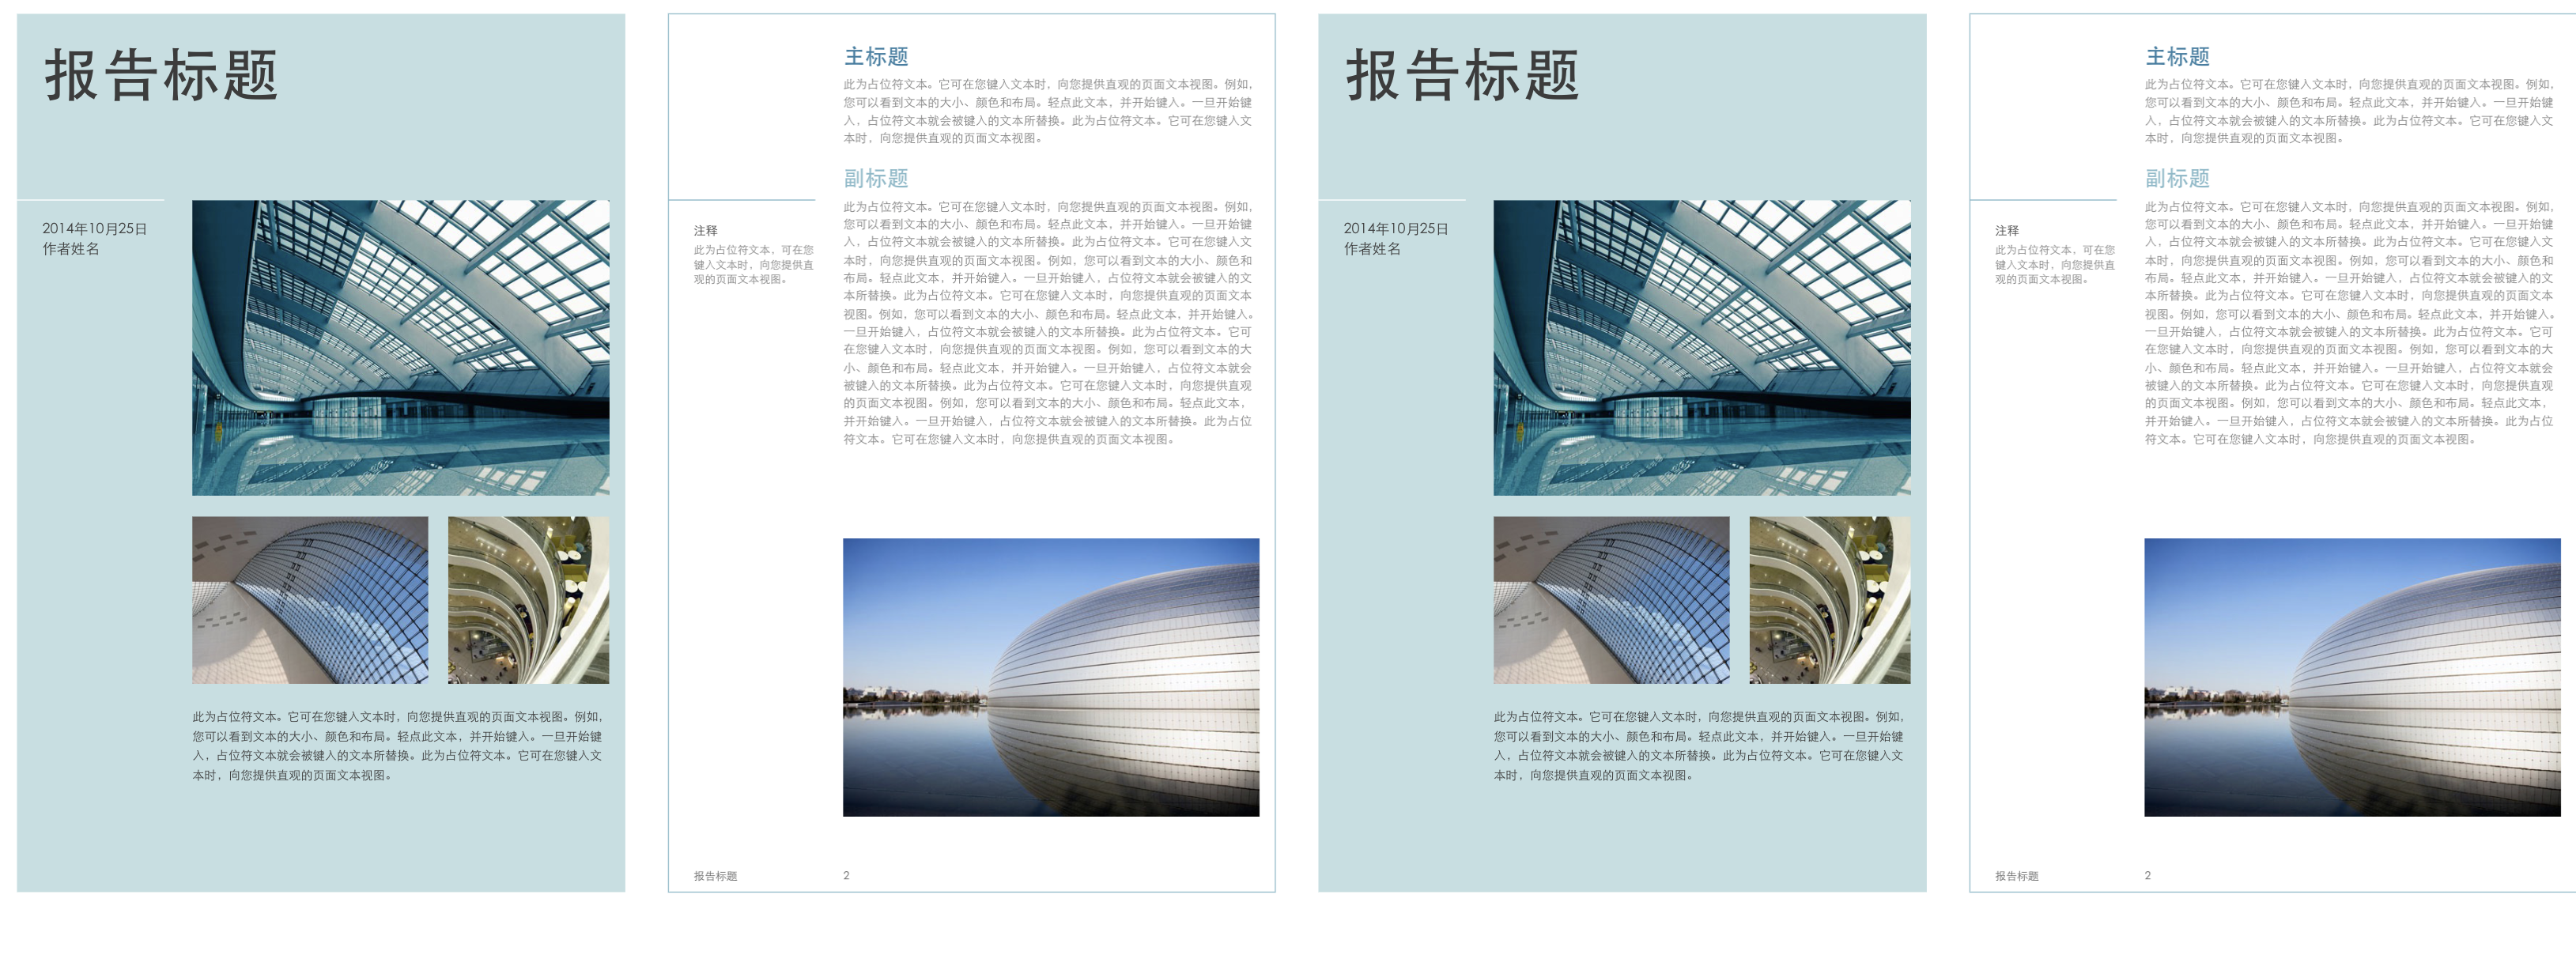 报告标题
2014年10月25日
作者姓名
此为占位符文本。它可在您键入文本时，向您提供直观的页面文本视图。例如，
您可以看到文本的大小、颜色和布局。轻点此文本，并开始键入。一旦开始键
入，占位符文本就会被键入的文本所替换。此为占位符文本。它可在您键入文
本时，向您提供直观的页面文本视图。
主标题
此为占位符文本。它可在您键入文本时，向您提供直观的页面文本视图。例如，
您可以看到文本的大小、颜色和布局。轻点此文本，并开始键入。一旦开始键
入，占位符文本就会被键入的文本所替换。此为占位符文本。它可在您键入文
本时，向您提供直观的页面文本视图。
副标题
此为占位符文本。它可在您键入文本时，向您提供直观的页面文本视图。例如，
您可以看到文本的大小、颜色和布局。轻点此文本，并开始键入。一旦开始键
入，占位符文本就会被键入的文本所替换。此为占位符文本。它可在您键入文
本时，向您提供直观的页面文本视图。例如，您可以看到文本的大小、颜色和
布局。轻点此文本，并开始键入。一旦开始键入，占位符文本就会被键入的文
本所替换。此为占位符文本。它可在您键入文本时，向您提供直观的页面文本
视图。例如，您可以看到文本的大小、颜色和布局。轻点此文本，并开始键入。
一旦开始键入，占位符文本就会被键入的文本所替换。此为占位符文本。它可
在您键入文本时，向您提供直观的页面文本视图。例如，您可以看到文本的大
小、颜色和布局。轻点此文本，并开始键入。一旦开始键入，占位符文本就会
被键入的文本所替换。此为占位符文本。它可在您键入文本时，向您提供直观
的页面文本视图。例如，您可以看到文本的大小、颜色和布局。轻点此文本，
并开始键入。一旦开始键入，占位符文本就会被键入的文本所替换。此为占位
符文本。它可在您键入文本时，向您提供直观的页面文本视图。
注释
此为占位符文本，可在您
键入文本时，向您提供直
观的页面文本视图。
报告标题
2
报告标题
2014年10月25日
作者姓名
此为占位符文本。它可在您键入文本时，向您提供直观的页面文本视图。例如，
您可以看到文本的大小、颜色和布局。轻点此文本，并开始键入。一旦开始键
入，占位符文本就会被键入的文本所替换。此为占位符文本。它可在您键入文
本时，向您提供直观的页面文本视图。
主标题
此为占位符文本。它可在您键入文本时，向您提供直观的页面文本视图。例如，
您可以看到文本的大小、颜色和布局。轻点此文本，并开始键入。一旦开始键
入，占位符文本就会被键入的文本所替换。此为占位符文本。它可在您键入文
本时，向您提供直观的页面文本视图。
副标题
此为占位符文本。它可在您键入文本时，向您提供直观的页面文本视图。例如，
您可以看到文本的大小、颜色和布局。轻点此文本，并开始键入。一旦开始键
入，占位符文本就会被键入的文本所替换。此为占位符文本。它可在您键入文
本时，向您提供直观的页面文本视图。例如，您可以看到文本的大小、颜色和
布局。轻点此文本，并开始键入。一旦开始键入，占位符文本就会被键入的文
本所替换。此为占位符文本。它可在您键入文本时，向您提供直观的页面文本
视图。例如，您可以看到文本的大小、颜色和布局。轻点此文本，并开始键入。
一旦开始键入，占位符文本就会被键入的文本所替换。此为占位符文本。它可
在您键入文本时，向您提供直观的页面文本视图。例如，您可以看到文本的大
小、颜色和布局。轻点此文本，并开始键入。一旦开始键入，占位符文本就会
被键入的文本所替换。此为占位符文本。它可在您键入文本时，向您提供直观
的页面文本视图。例如，您可以看到文本的大小、颜色和布局。轻点此文本，
并开始键入。一旦开始键入，占位符文本就会被键入的文本所替换。此为占位
符文本。它可在您键入文本时，向您提供直观的页面文本视图。
注释
此为占位符文本，可在您
键入文本时，向您提供直
观的页面文本视图。
报告标题
2